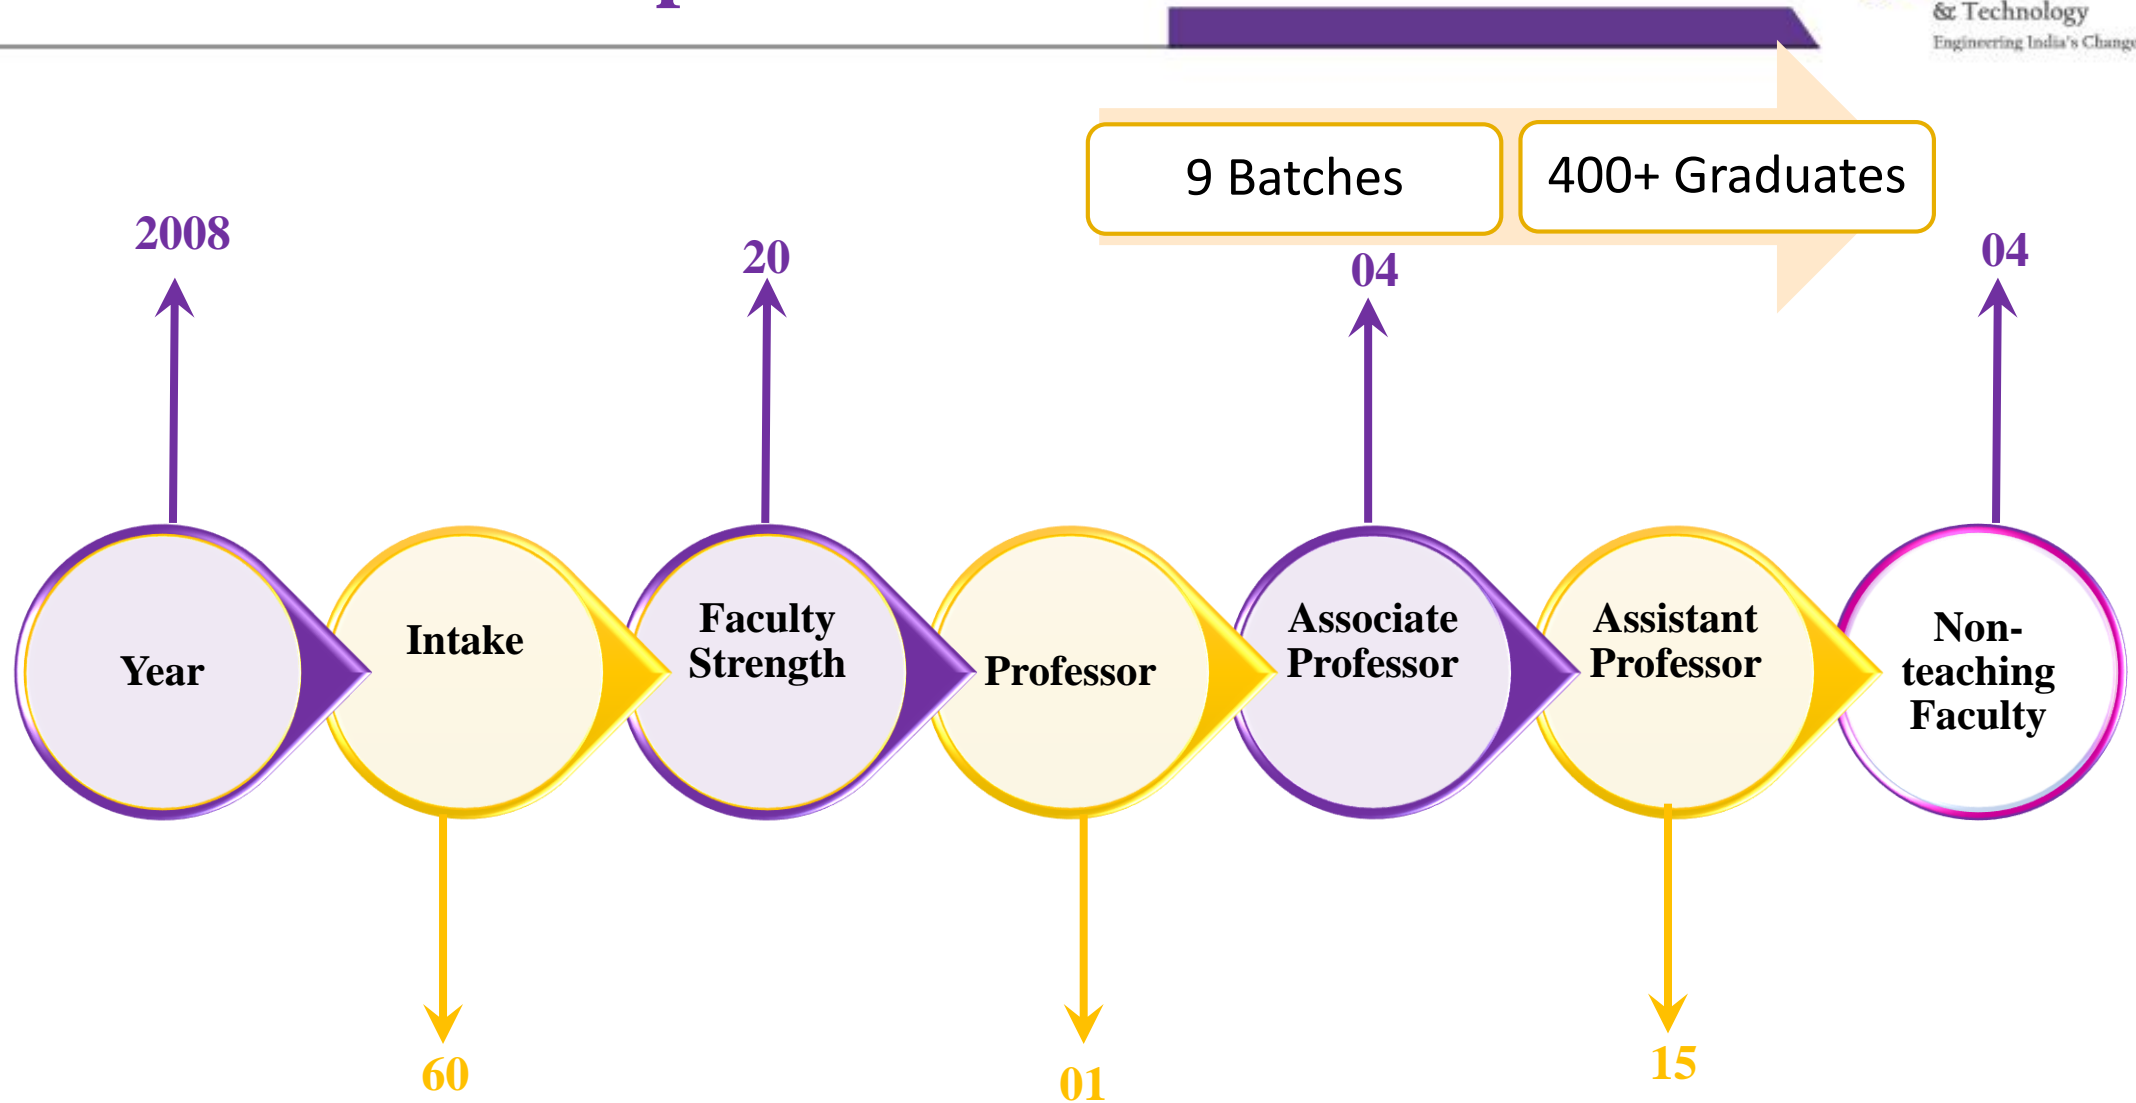 & Technology
Engineering India's Change
9 Batches
400+ Graduates
2008
20
04
04
Year
Intake
Faculty
Strength
Professor
Associate
Professor
Assistant
Professor
Non-
teaching
Faculty
60
01
15